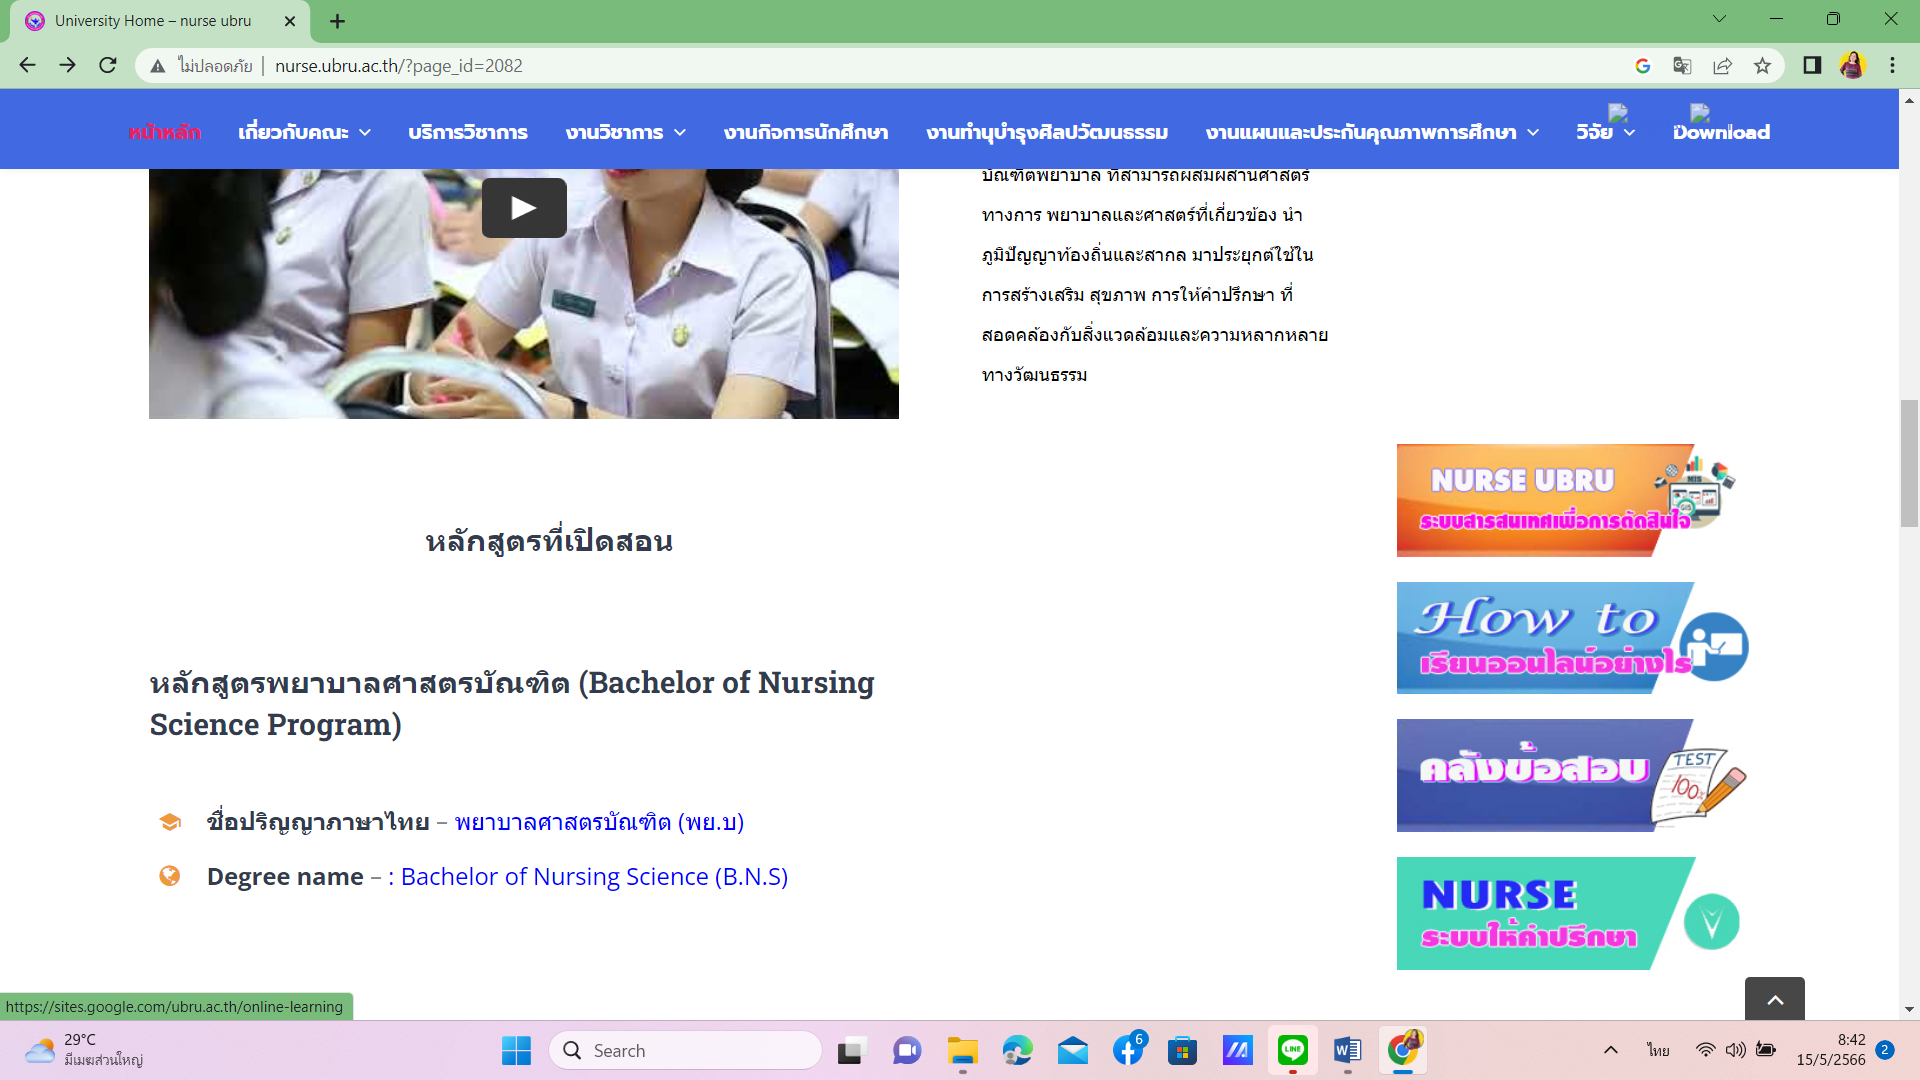 University Home – nurse ubru
ไม่ปลอดภัย
nurse.ubru.ac.th/?page_id=2082
หน้าหลัก
เกี่ยวกับคณะ
บริการวิชาการ
งานวิชาการ
งานกิจการนักศึกษา
งานทำนุบำรุงศิลปวัฒนธรรม
งานแผนและประกันคุณภาพการศึกษา
วิจัย
Download
บัณฑิตพยาบาล ที่สามารถผสมผสานศาสตร์
ทางการ พยาบาลและศาสตร์ที่เกี่ยวข้อง นำ
ภูมิปัญญาท้องถิ่นและสากล มาประยุกต์ใช้ใน
การสร้างเสริม สุขภาพ การให้คำปรึกษา ที่
สอดคล้องกับสิ่งแวดล้อมและความหลากหลาย
ทางวัฒนธรรม
NURSE UBRU
ระบบสารสนเทศเพื่อการตัดสินใจ
MIS
GIS
หลักสูตรที่เปิดสอน
How to
เรียนออนไลน์อย่างไร
หลักสูตรพยาบาลศาสตรบัณฑิต (Bachelor of Nursing
Science Program)
คลังข้อสอบ
TEST
100%
ชื่อปริญญาภาษาไทย – พยาบาลศาสตรบัณฑิต (พย.บ)
Degree name – : Bachelor of Nursing Science (B.N.S)
NURSE
ระบบให้คำปรึกษา
https://sites.google.com/ubru.ac.th/online-learning
29°C
มีเมฆส่วนใหญ่
Search
6
LINE
ไทย
8:42
15/5/2566
2